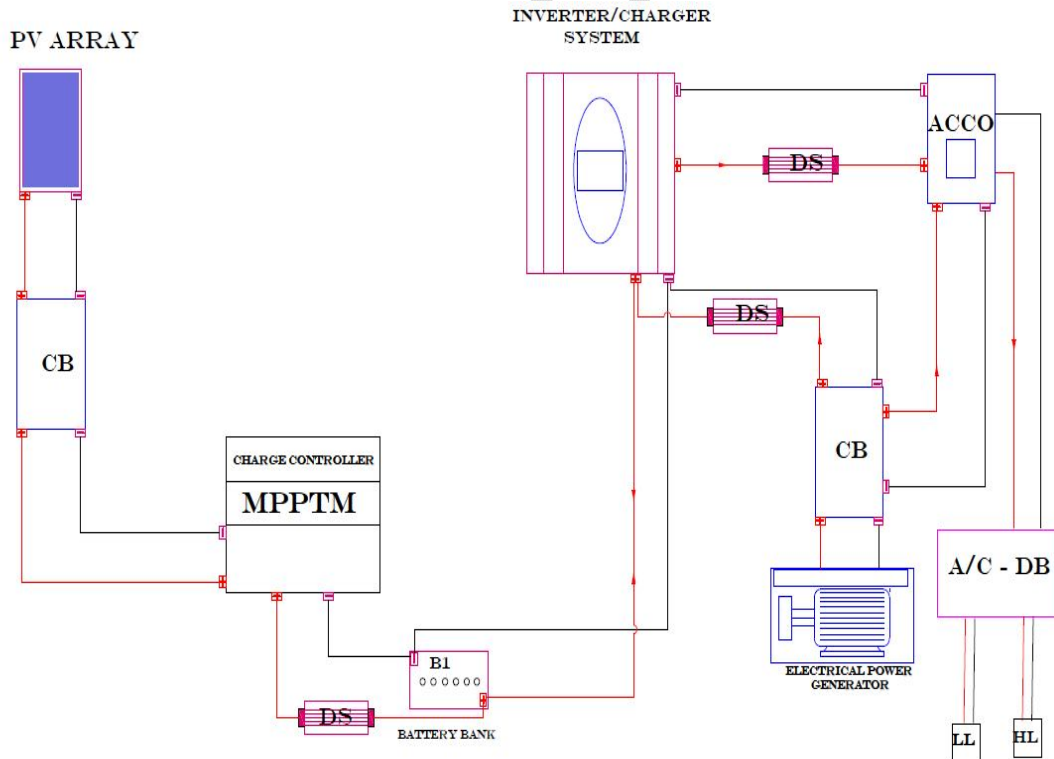 INVERTER/CHARGER
SYSTEM
PV ARRAY
ACCO
DS
DS
CB
CB
CHARGE CONTROLLER
MPPTM
A/C - DB
B1
DS
BATTERY BANK
ELECTRICAL POWER
GENERATOR
LL
HL